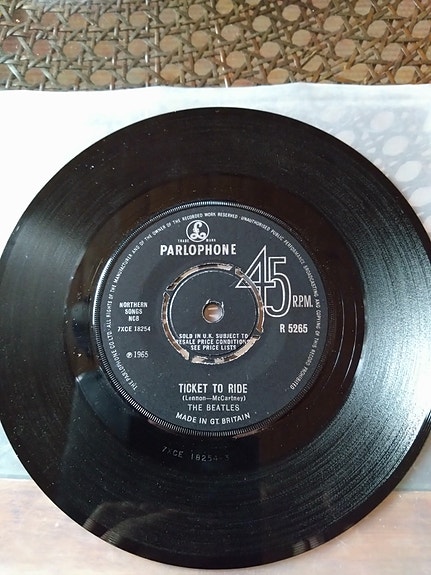 THE PARLOPHONE CO LTD. ALL RIGHTS OF THE MANUFACTURER AND OF THE OWNER OF THE RECORDED WORK RESERVED. UNAUTHORISED PUBLIC PERFORMANCE BROADCASTING AND COPYING OF THIS RECORD PROHIBITED
TRADE MARK
PARLOPHONE
45
R.P.M.
NORTHERN
SONGS
NCB
7XCE 18254
R 5265
℗1965
SOLD IN U.K. SUBJECT TO
RESALE PRICE CONDITIONS
SEE PRICE LISTS
TICKET TO RIDE
(Lennon—McCartney)
THE BEATLES
MADE IN GT. BRITAIN
7XCE 18254-